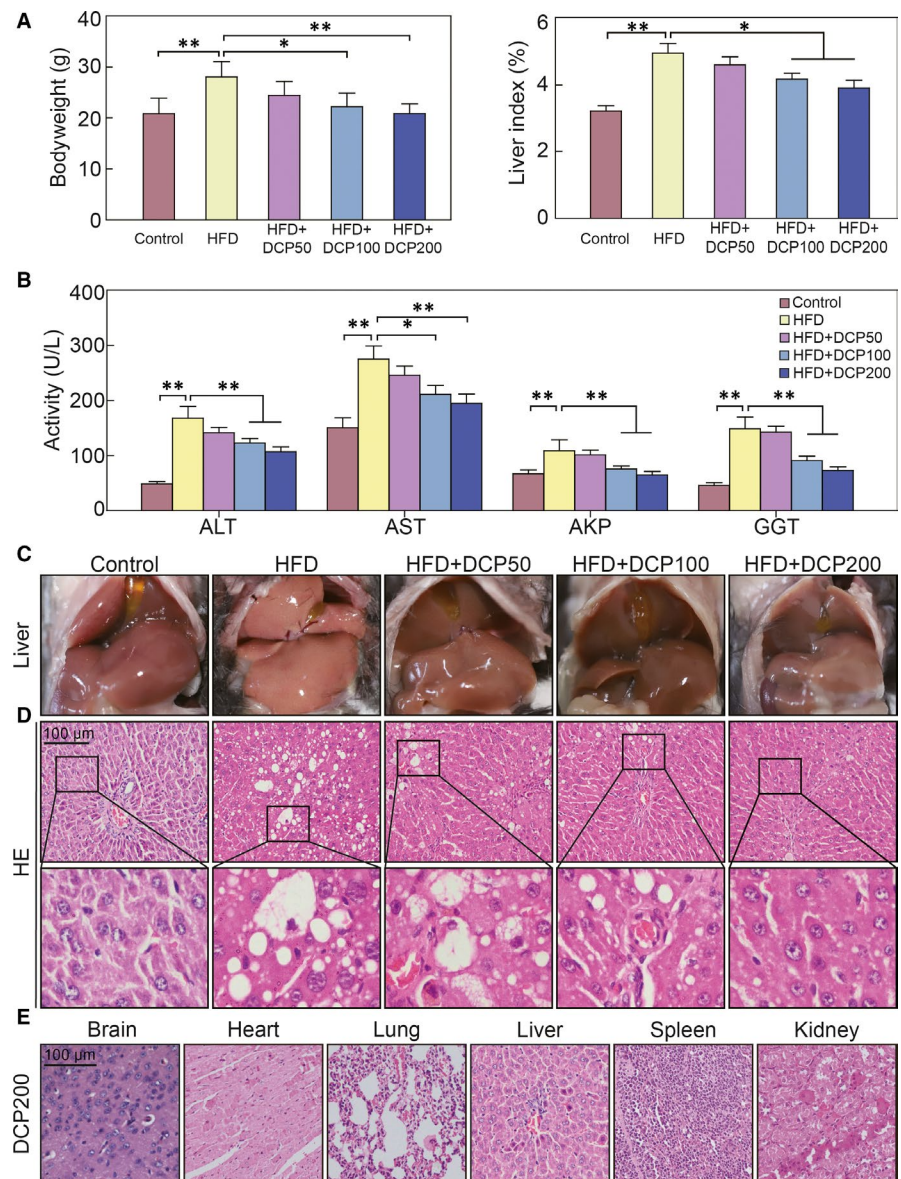 A
Bodyweight (g)
40
30
20
10
0
** * **
Control HFD HFD+ DCP50 HFD+ DCP100 HFD+ DCP200
Liver index (%)
6
4
2
0
** *
Control HFD HFD+ DCP50 HFD+ DCP100 HFD+ DCP200
B
Activity (U/L)
400
300
200
100
0
** **
** * **
** **
** **
ALT AST AKP GGT
Control
HFD
HFD+DCP50
HFD+DCP100
HFD+DCP200
C
Control HFD HFD+DCP50 HFD+DCP100 HFD+DCP200
Liver
D
100 µm
HE
E
Brain Heart Lung Liver Spleen Kidney
100 µm
DCP200